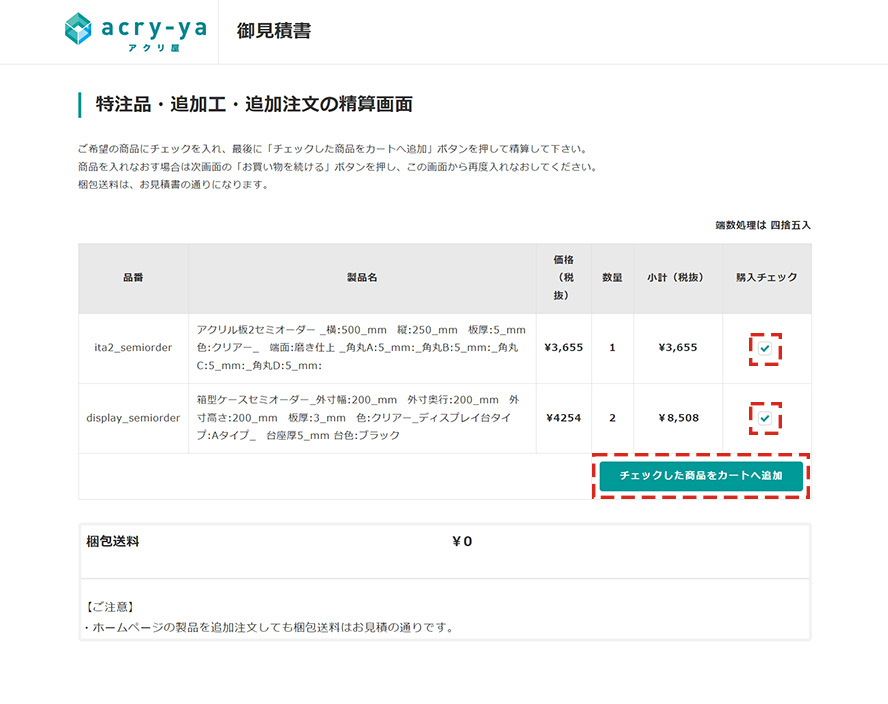 acry-ya
アクリ屋
御見積書
特注品・追加工・追加注文の精算画面
ご希望の商品にチェックを入れ、最後に「チェックした商品をカートへ追加」ボタンを押して精算して下さい。
商品を入れなおす場合は次画面の「お買い物を続ける」ボタンを押し、この画面から再度入れなおしてください。
梱包送料は、お見積書の通りになります。
端数処理は 四捨五入
品番 製品名 価格（税抜） 数量 小計（税抜） 購入チェック
ita2_semiorder
アクリル板2セミオーダー _横:500_mm　縦:250_mm　板厚:5_mm
色:クリアー_　端面:磨き仕上 _角丸A:5_mm:_角丸B:5_mm:_角丸
C:5_mm:_角丸D:5_mm:
¥3,655 1 ¥3,655
display_semiorder
箱型ケースセミオーダー_外寸幅:200_mm　外寸奥行:200_mm　外
寸高さ:200_mm　板厚:3_mm　色:クリアー_ディスプレイ台タイ
プ:Aタイプ_　台座厚5_mm 台色:ブラック
¥4254 2 ¥8,508
チェックした商品をカートへ追加
梱包送料 ¥0
【ご注意】
・ホームページの製品を追加注文しても梱包送料はお見積の通りです。